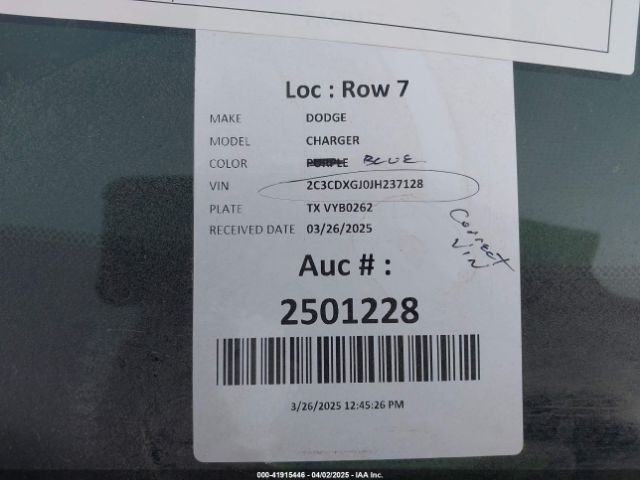 Loc : Row 7
MAKE DODGE
MODEL CHARGER
COLOR PURPLE BLUE
VIN 2C3CDXGJ0JH237128
PLATE TX VYB0262
RECEIVED DATE 03/26/2025
Correct
VIN
Auc # :
2501228
3/26/2025 12:45:26 PM
000-41915446 - 04/02/2025 - IAA Inc.